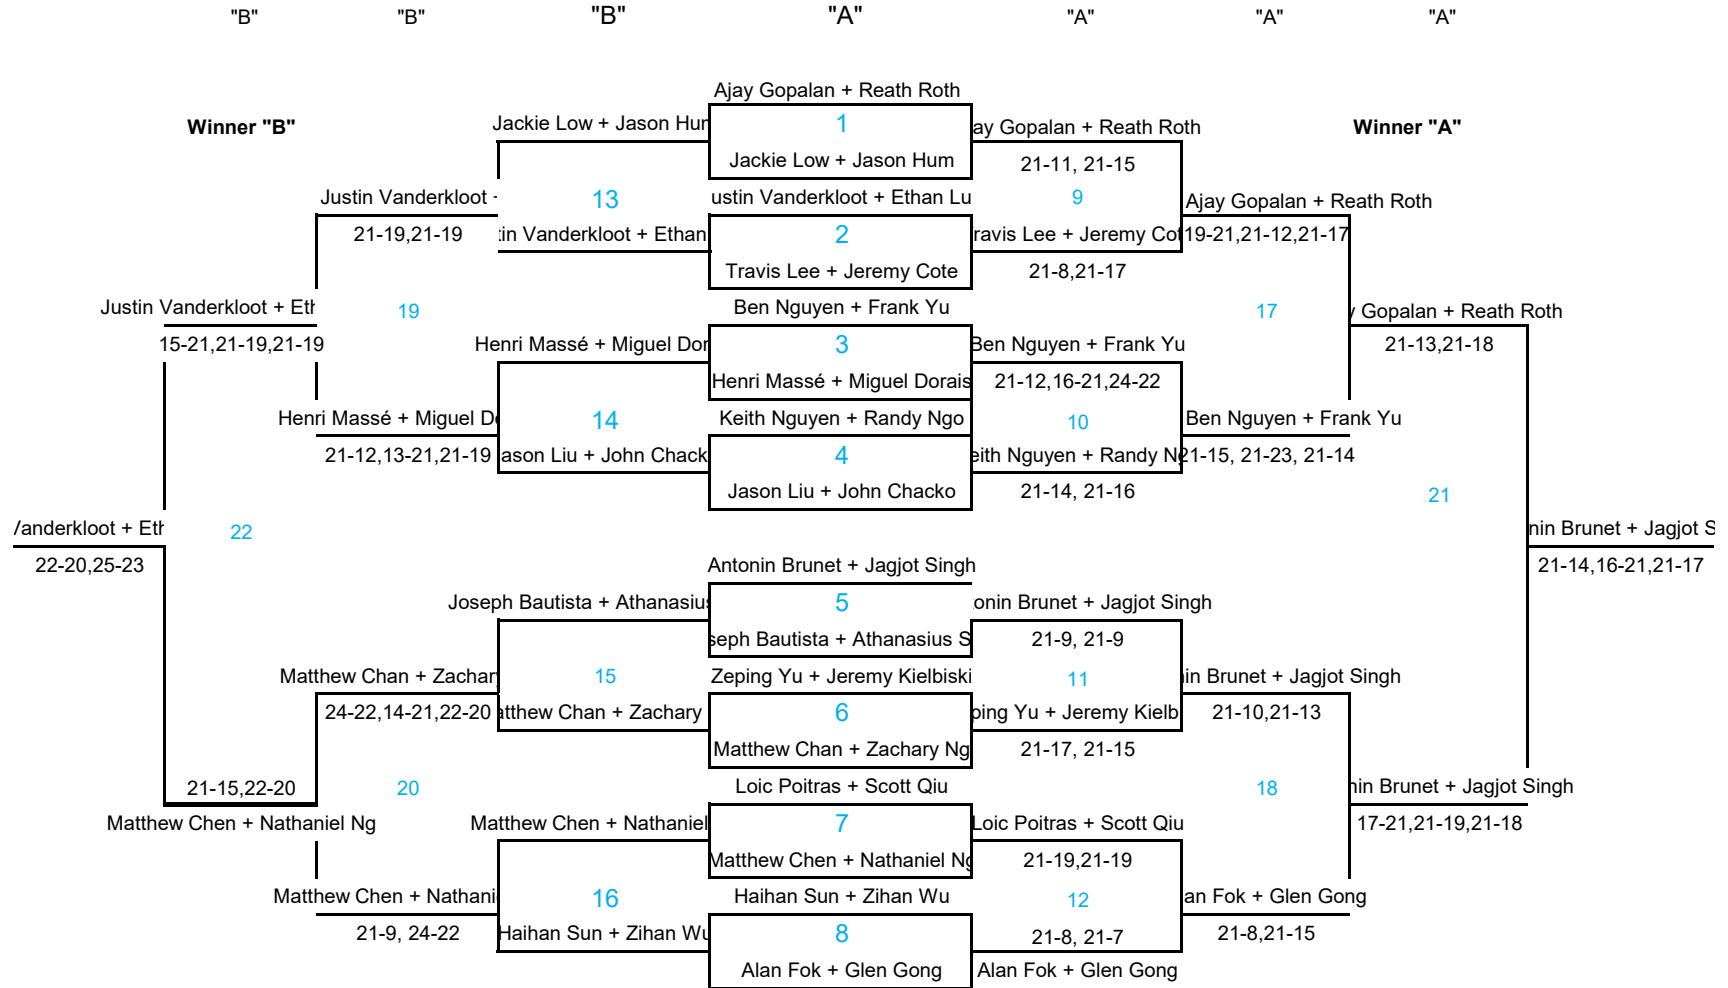 "B" "B" "B" "A" "A" "A" "A"
Ajay Gopalan + Reath Roth
Winner "B" Jackie Low + Jason Hum 1 ay Gopalan + Reath Roth Winner "A"
Jackie Low + Jason Hum 21-11, 21-15
Justin Vanderkloot + 13 ustin Vanderkloot + Ethan Lu 9 Ajay Gopalan + Reath Roth
21-19,21-19 tin Vanderkloot + Ethan 2 ravis Lee + Jeremy Cot 19-21,21-12,21-17
Travis Lee + Jeremy Cote 21-8,21-17
Justin Vanderkloot + Eth 19 Ben Nguyen + Frank Yu 17 y Gopalan + Reath Roth
15-21,21-19,21-19 Henri Massé + Miguel Dor 3 Ben Nguyen + Frank Yu 21-13,21-18
Henri Massé + Miguel Dorais 21-12,16-21,24-22
Henri Massé + Miguel Do 14 Keith Nguyen + Randy Ngo 10 Ben Nguyen + Frank Yu
21-12,13-21,21-19 ason Liu + John Chack 4 eith Nguyen + Randy N 21-15, 21-23, 21-14
Jason Liu + John Chacko 21-14, 21-16 21
Vanderkloot + Eth 22 nin Brunet + Jagjot S
22-20,25-23 Antonin Brunet + Jagjot Singh 21-14,16-21,21-17
Joseph Bautista + Athanasius 5 tonin Brunet + Jagjot Singh
seph Bautista + Athanasius S 21-9, 21-9
Matthew Chan + Zachary 15 Zeping Yu + Jeremy Kielbiski 11 in Brunet + Jagjot Singh
24-22,14-21,22-20 atthew Chan + Zachary 6 ping Yu + Jeremy Kielb 21-10,21-13
Matthew Chan + Zachary Ng 21-17, 21-15
21-15,22-20 20 Loic Poitras + Scott Qiu 18 nin Brunet + Jagjot Singh
Matthew Chen + Nathaniel Ng Matthew Chen + Nathaniel 7 Loic Poitras + Scott Qiu 17-21,21-19,21-18
Matthew Chen + Nathaniel Ng 21-19,21-19
Matthew Chen + Nathani 16 Haihan Sun + Zihan Wu 12 an Fok + Glen Gong
21-9, 24-22 Haihan Sun + Zihan Wu 8 21-8, 21-7 21-8,21-15
Alan Fok + Glen Gong Alan Fok + Glen Gong